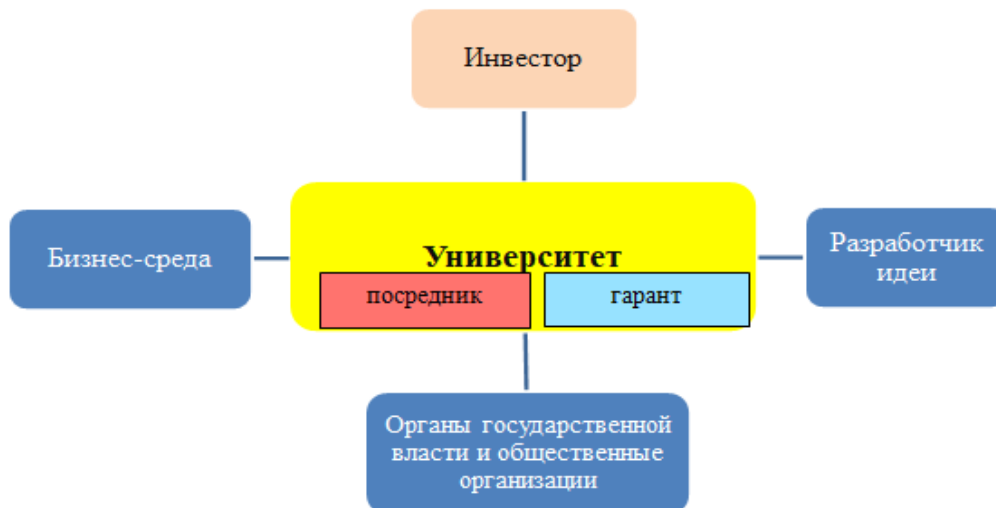 Инвестор
Бизнес-среда
Университет
посредник
гарант
Разработчик
идеи
Органы государственной
власти и общественные
организации